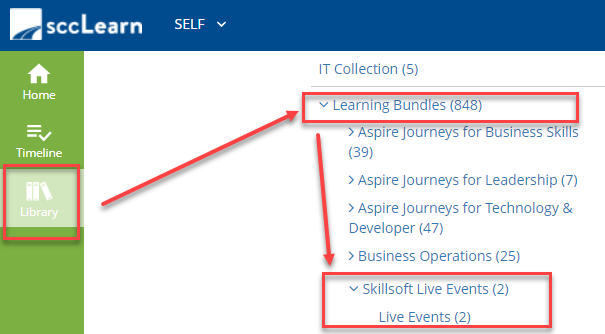 sccLearn
SELF
Home
Timeline
Library
IT Collection (5)
Learning Bundles (848)
Aspire Journeys for Business Skills
(39)
Aspire Journeys for Leadership (7)
Aspire Journeys for Technology &
Developer (47)
Business Operations (25)
Skillsoft Live Events (2)
Live Events (2)